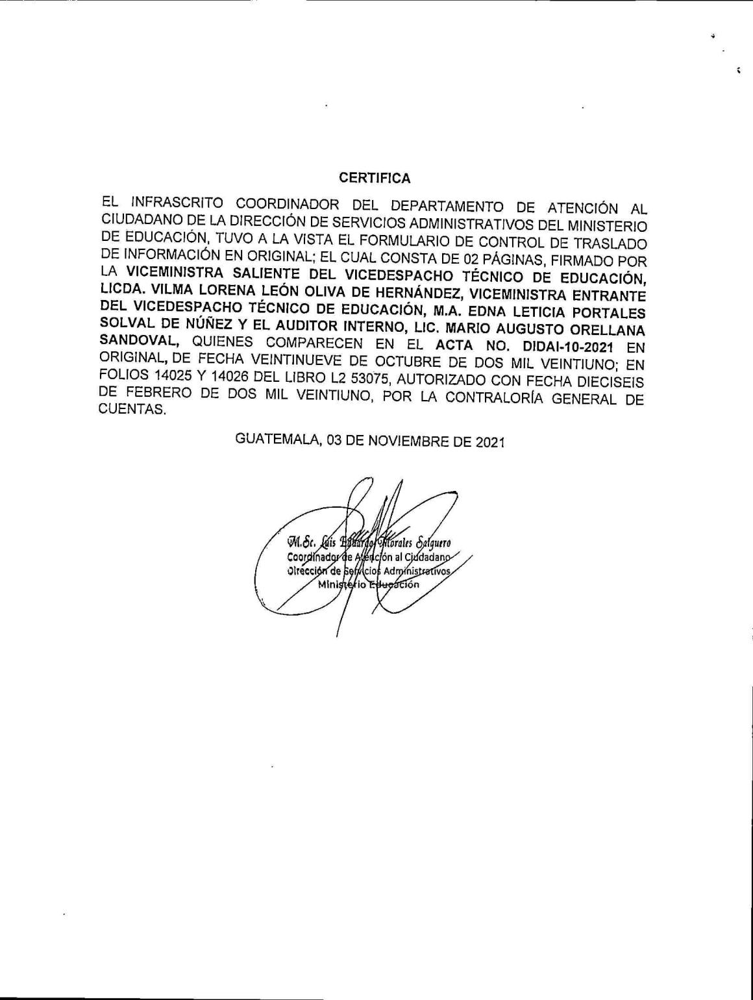 CERTIFICA
EL INFRASCRITO COORDINADOR DEL DEPARTAMENTO DE ATENCIÓN AL
CIUDADANO DE LA DIRECCIÓN DE SERVICIOS ADMINISTRATIVOS DEL MINISTERIO
DE EDUCACIÓN, TUVO A LA VISTA EL FORMULARIO DE CONTROL DE TRASLADO
DE INFORMACIÓN EN ORIGINAL; EL CUAL CONSTA DE 02 PÁGINAS, FIRMADO POR
LA VICEMINISTRA SALIENTE DEL VICEDESPACHO TÉCNICO DE EDUCACIÓN,
LICDA. VILMA LORENA LEÓN OLIVA DE HERNÁNDEZ, VICEMINISTRA ENTRANTE
DEL VICEDESPACHO TÉCNICO DE EDUCACIÓN, M.A. EDNA LETICIA PORTALES
SOLVAL DE NÚÑEZ Y EL AUDITOR INTERNO, LIC. MARIO AUGUSTO ORELLANA
SANDOVAL, QUIENES COMPARECEN EN EL ACTA NO. DIDAI-10-2021 EN
ORIGINAL, DE FECHA VEINTINUEVE DE OCTUBRE DE DOS MIL VEINTIUNO; EN
FOLIOS 14025 Y 14026 DEL LIBRO L2 53075, AUTORIZADO CON FECHA DIECISEIS
DE FEBRERO DE DOS MIL VEINTIUNO, POR LA CONTRALORÍA GENERAL DE
CUENTAS.
GUATEMALA, 03 DE NOVIEMBRE DE 2021
M.Sc. Luis Eduardo Morales Salguero
Coordinador de Atención al Ciudadano
Dirección de Servicios Administrativos
Ministerio Educación